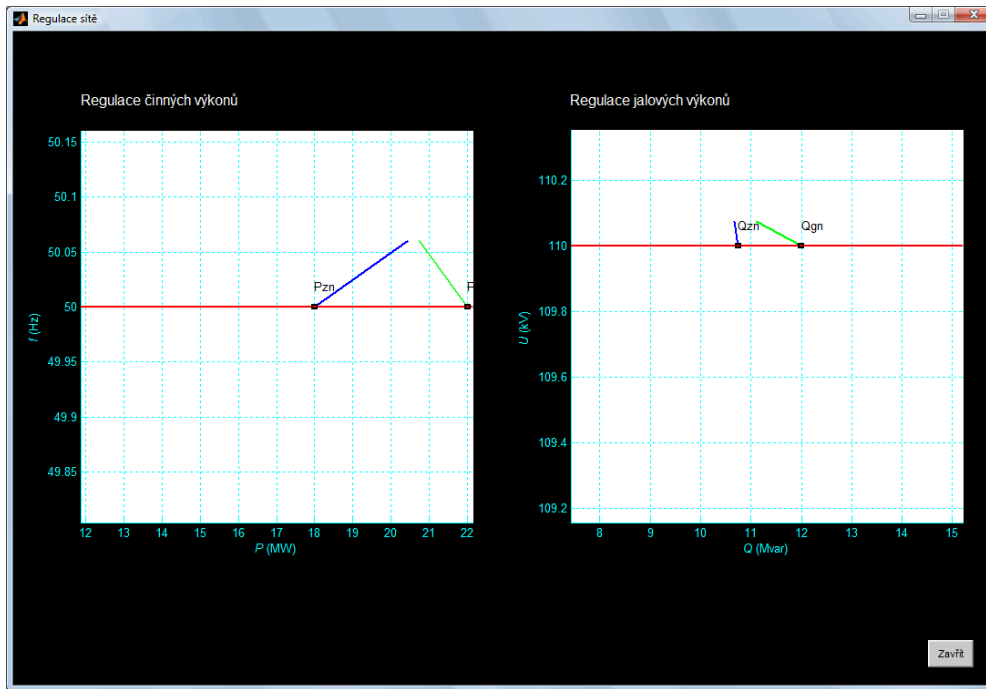 Regulace sítě
Regulace činných výkonů
50.15
50.1
50.05
50
49.95
49.9
49.85
f (Hz)
Pzn
P
12 13 14 15 16 17 18 19 20 21 22
P (MW)
Regulace jalových výkonů
110.2
110
109.8
109.6
109.4
109.2
U (kV)
Qzn Qgn
8 9 10 11 12 13 14 15
Q (Mvar)
Zavřít